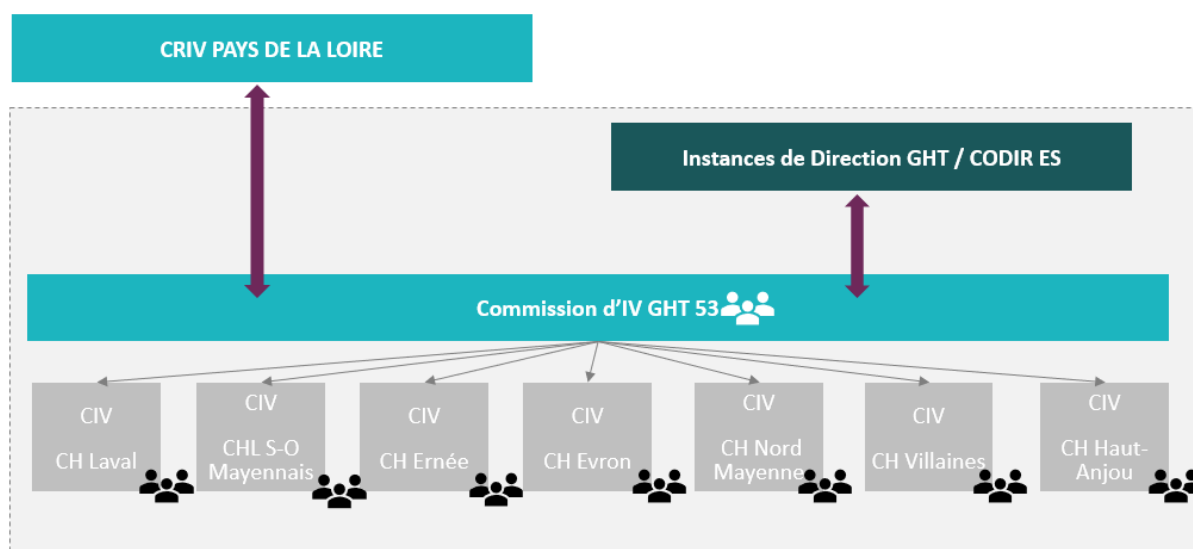 CRIV PAYS DE LA LOIRE
Instances de Direction GHT / CODIR ES
Commission d'IV GHT 53
CIV
CH Laval
CIV
CHL S-O
Mayennais
CIV
CH Ernée
CIV
CH Evron
CIV
CH Nord
Mayenne
CIV
CH Villaines
CIV
CH Haut-
Anjou